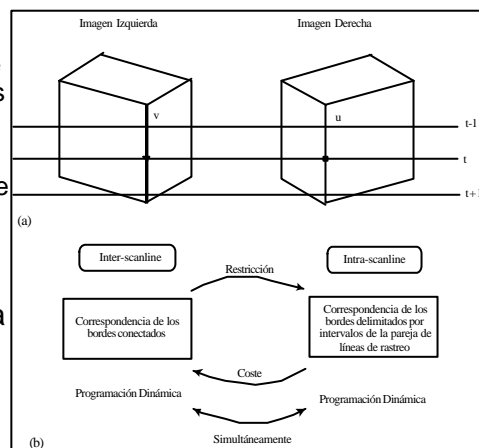 Imagen Izquierda
Imagen Derecha
s
v
u
t-1
t
e
t+1
(a)
Inter-scanline
Intra-scanline
Restricción
a
Correspondencia de los
bordes conectados
Correspondencia de los
bordes delimitados por
intervalos de la pareja de
líneas de rastreo
Coste
Programación Dinámica
Programación Dinámica
(b)
Simultáneamente